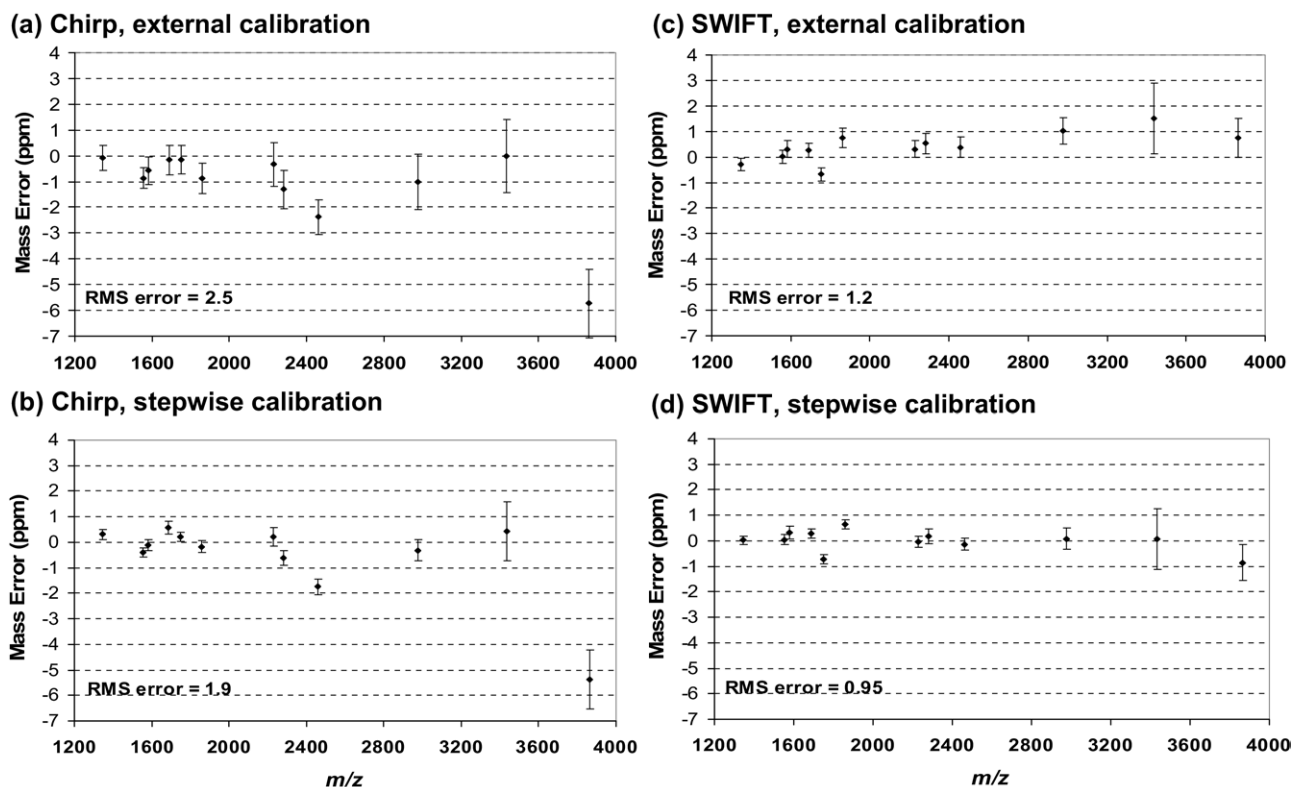 (a) Chirp, external calibration
Mass Error (ppm)
4
3
2
1
0
-1
-2
-3
-4
-5
-6
-7
RMS error = 2.5
1200 1600 2000 2400 2800 3200 3600 4000
(b) Chirp, stepwise calibration
Mass Error (ppm)
4
3
2
1
0
-1
-2
-3
-4
-5
-6
-7
RMS error = 1.9
1200 1600 2000 2400 2800 3200 3600 4000
m/z
(c) SWIFT, external calibration
Mass Error (ppm)
4
3
2
1
0
-1
-2
-3
-4
-5
-6
-7
RMS error = 1.2
1200 1600 2000 2400 2800 3200 3600 4000
(d) SWIFT, stepwise calibration
Mass Error (ppm)
4
3
2
1
0
-1
-2
-3
-4
-5
-6
-7
RMS error = 0.95
1200 1600 2000 2400 2800 3200 3600 4000
m/z